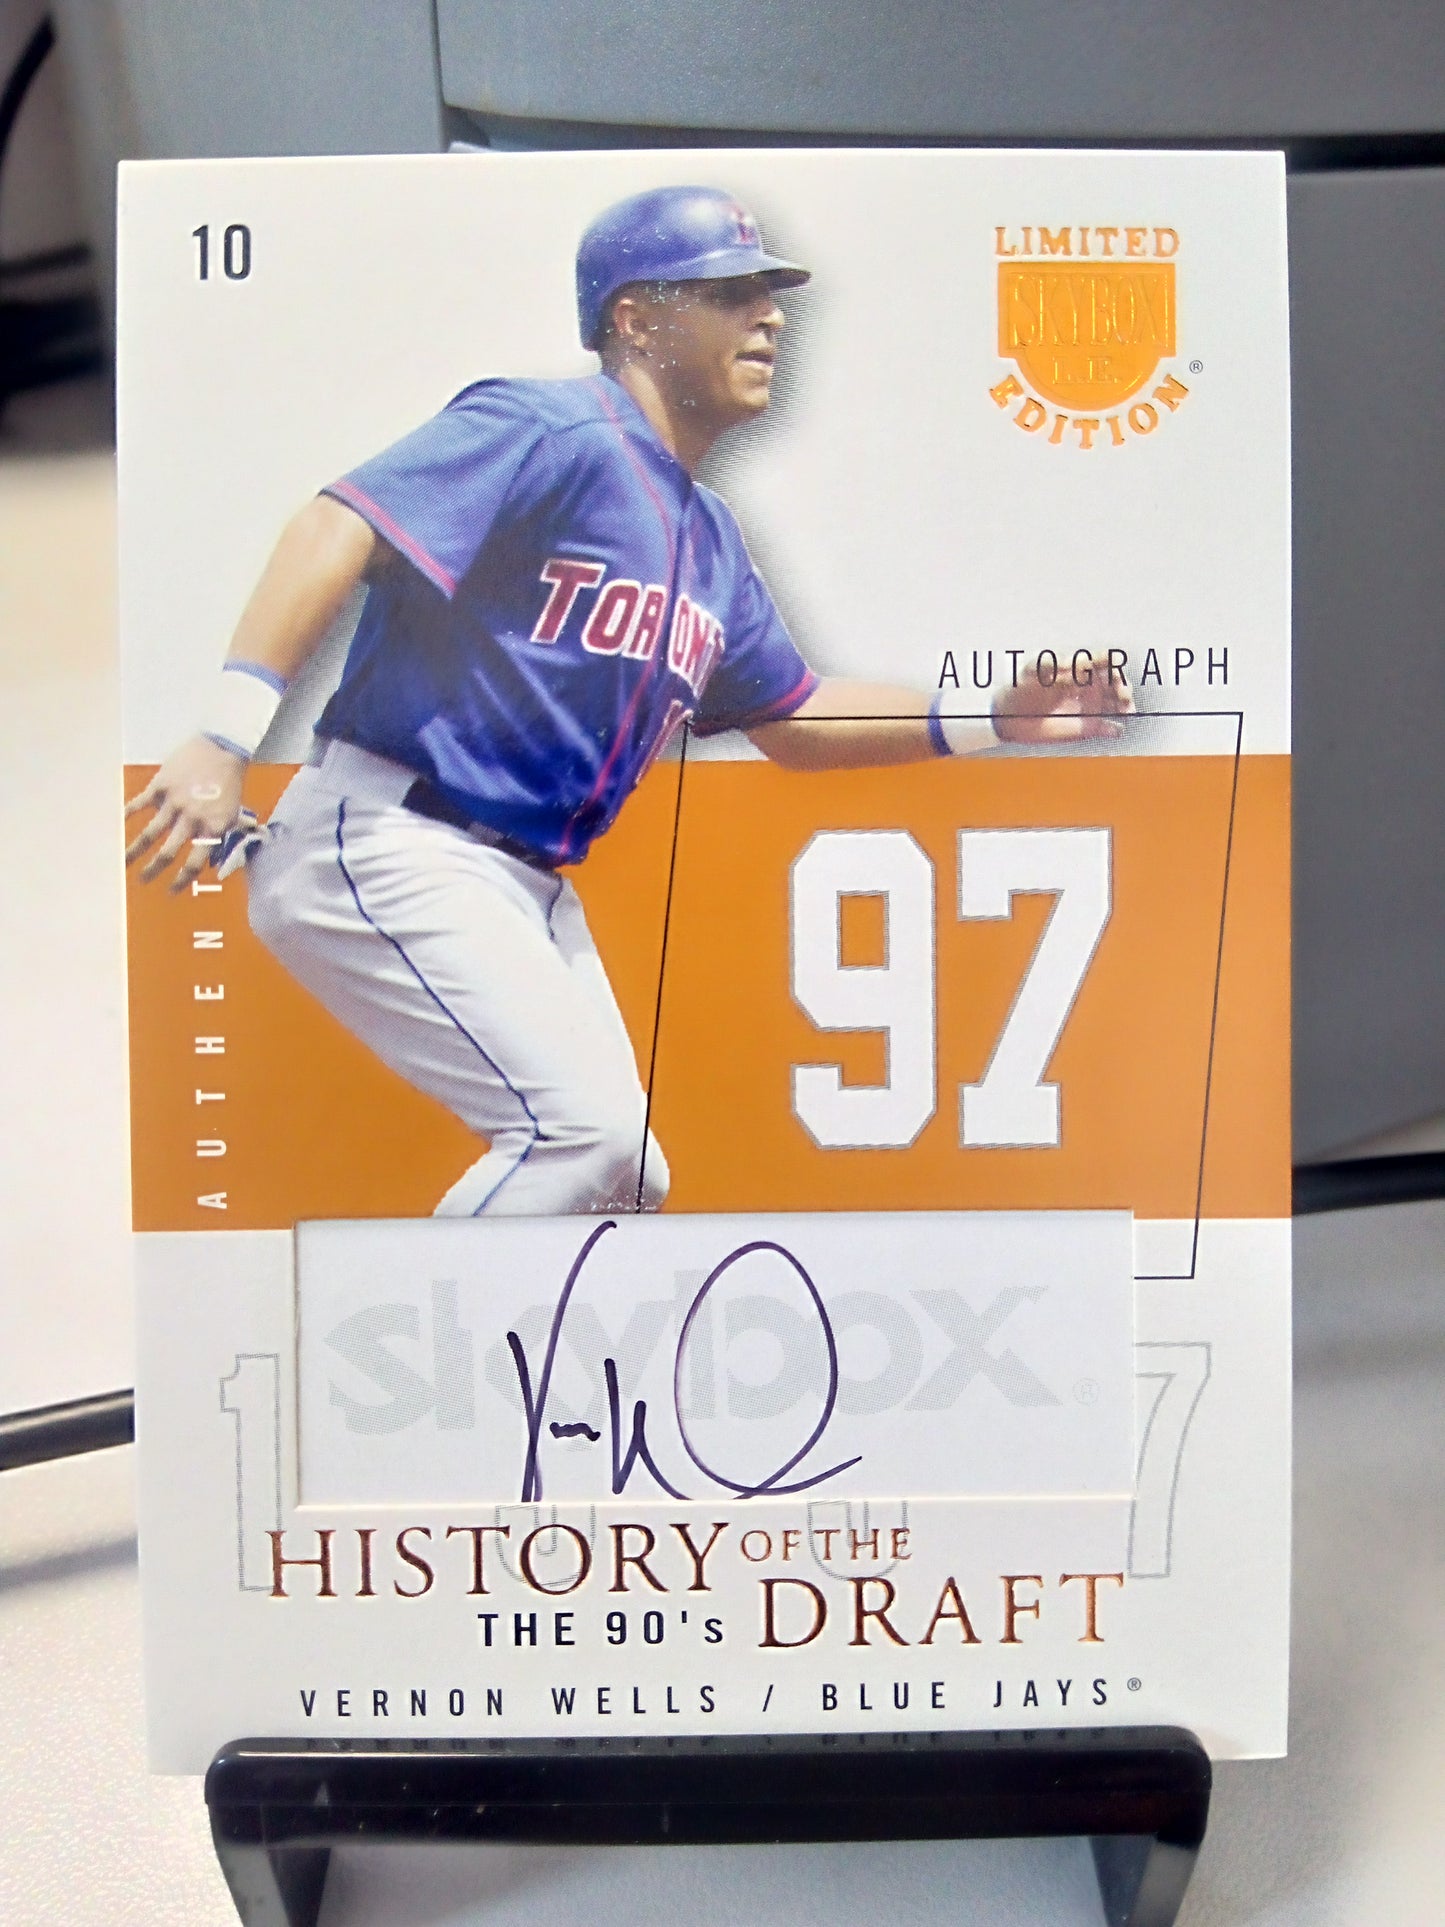 10
LIMITED
SKYBOX
L.E.
EDITION®
TORONTO
AUTOGRAPH
AUTHENTIC
97
skybox®
1997
HISTORY OF THE
THE 90's DRAFT
VERNON WELLS / BLUE JAYS®